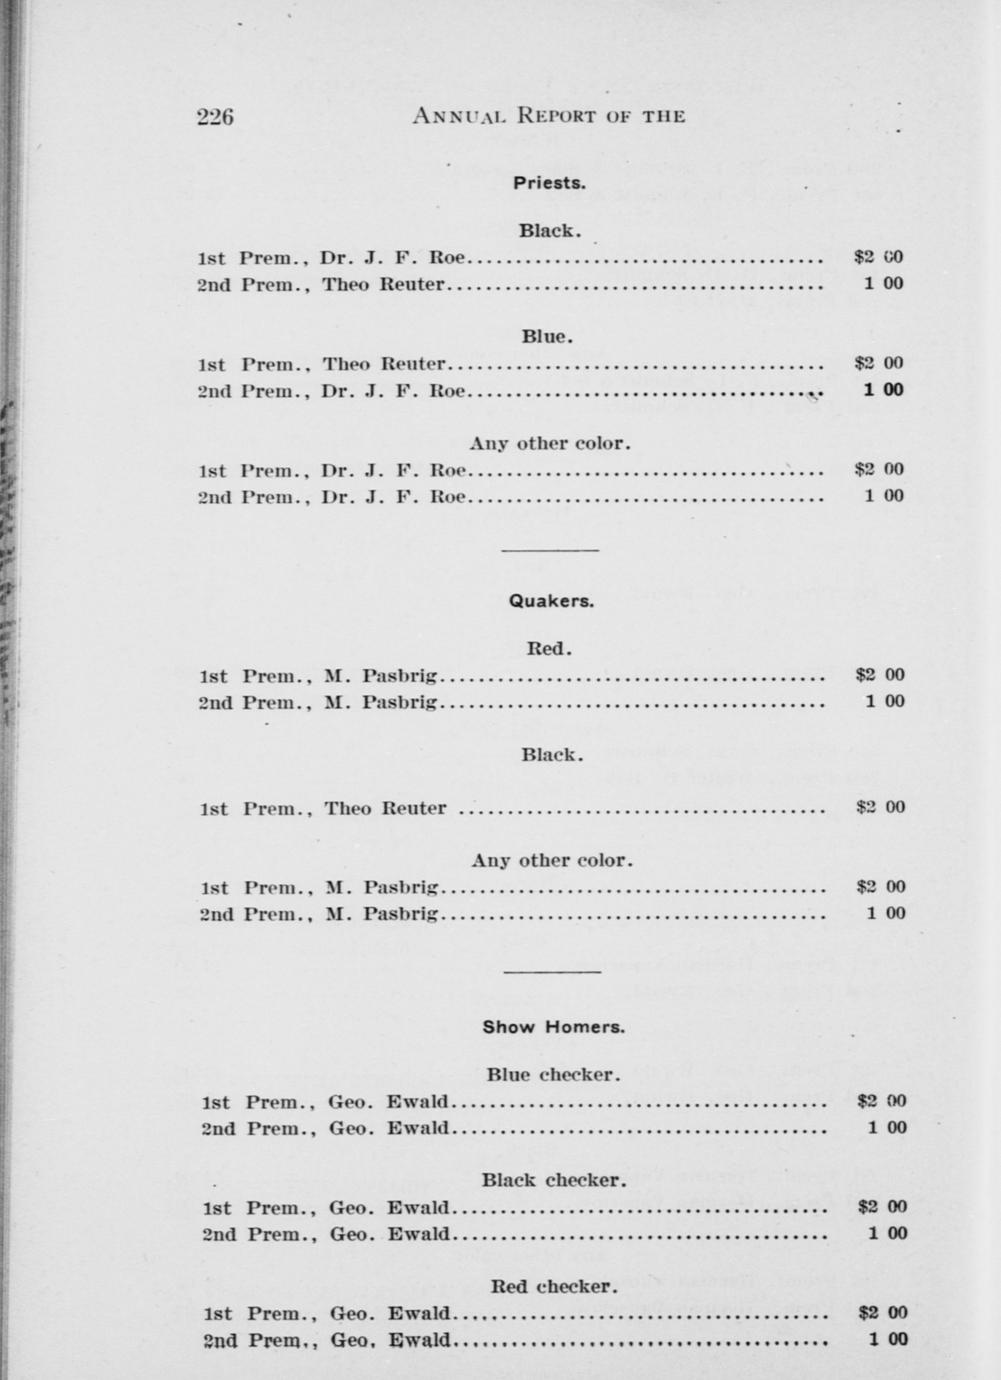 226 ANNUAL REPORT OF THE
Priests.
Black.
1st Prem., Dr. J. F. Roe..................................... $2 00
2nd Prem., Theo Reuter....................................... 1 00
Blue.
1st Prem., Theo Reuter....................................... $2 00
2nd Prem., Dr. J. F. Roe..................................... 1 00
Any other color.
1st Prem., Dr. J. F. Roe..................................... $2 00
2nd Prem., Dr. J. F. Roe..................................... 1 00
Quakers.
Red.
1st Prem., M. Pasbrig........................................ $2 00
2nd Prem., M. Pasbrig........................................ 1 00
Black.
1st Prem., Theo Reuter ...................................... $2 00
Any other color.
1st Prem., M. Pasbrig........................................ $2 00
2nd Prem., M. Pasbrig........................................ 1 00
Show Homers.
Blue checker.
1st Prem., Geo. Ewald....................................... $2 00
2nd Prem., Geo. Ewald....................................... 1 00
Black checker.
1st Prem., Geo. Ewald....................................... $2 00
2nd Prem., Geo. Ewald....................................... 1 00
Red checker.
1st Prem., Geo. Ewald....................................... $2 00
2nd Prem., Geo. Ewald....................................... 1 00